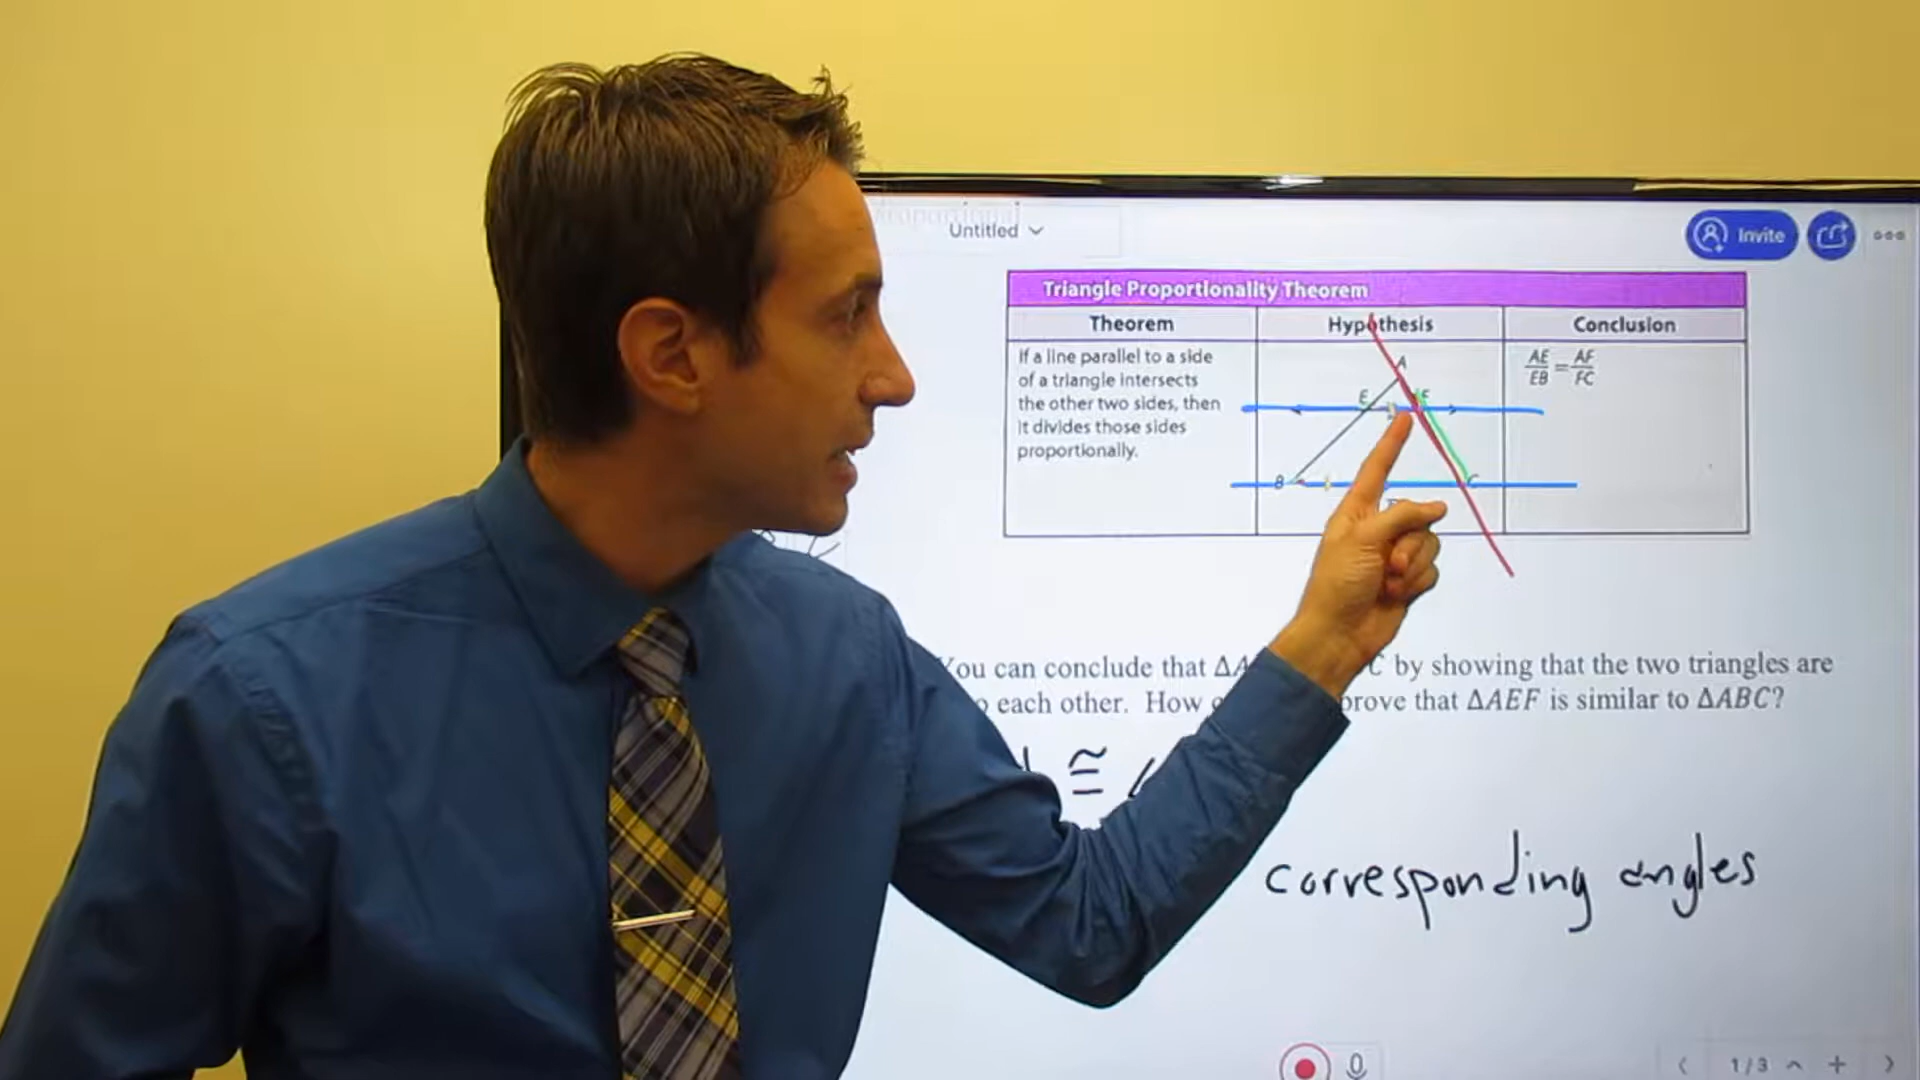 Untitled
Invite
Triangle Proportionality Theorem
Theorem
Hypothesis
Conclusion
If a line parallel to a side
of a triangle intersects
the other two sides, then
it divides those sides
proportionally.
A
E
F
B
C
AE/EB = AF/FC
You can conclude that ΔA C by showing that the two triangles are
each other. How prove that ΔAEF is similar to ΔABC?
≅ ∠
corresponding angles
1/3